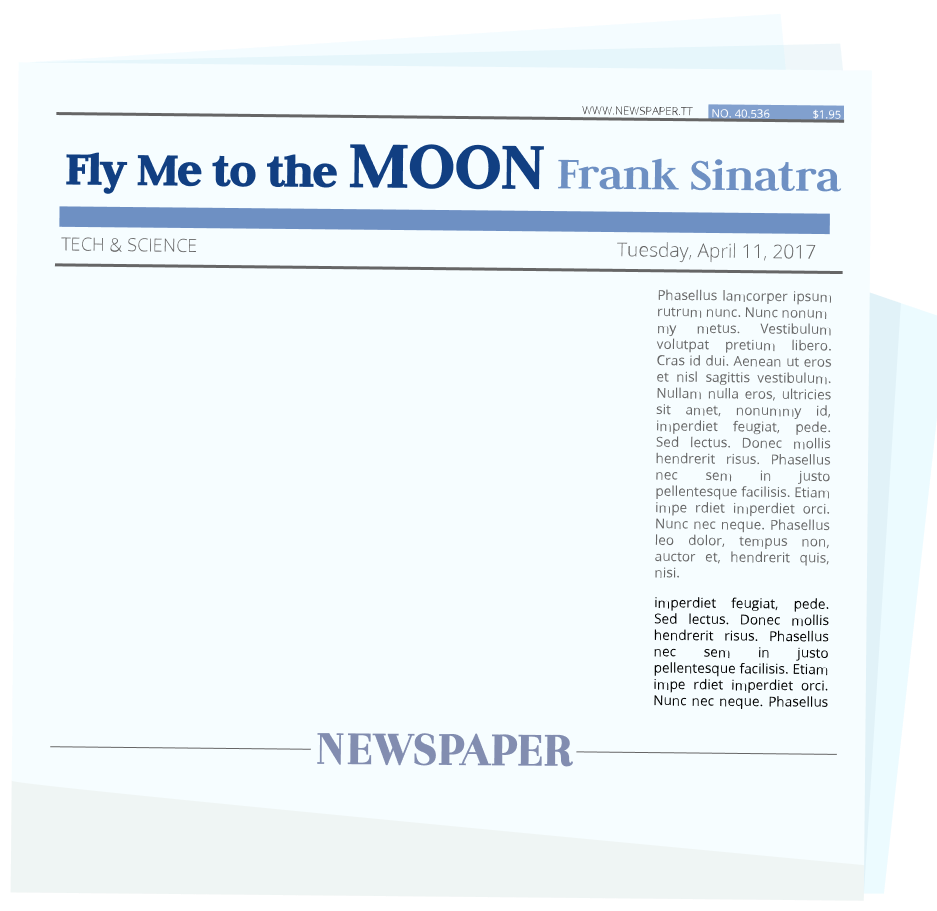 WWW.NEWSPAPER.TT NO. 40.536 $1.95
Fly Me to the MOON Frank Sinatra
TECH & SCIENCE Tuesday, April 11, 2017
Phasellus lamcorper ipsum
rutrum nunc. Nunc nonum
my metus. Vestibulum
volutpat pretium libero.
Cras id dui. Aenean ut eros
et nisl sagittis vestibulum.
Nullam nulla eros, ultricies
sit amet, nonummy id,
imperdiet feugiat, pede.
Sed lectus. Donec mollis
hendrerit risus. Phasellus
nec sem in justo
pellentesque facilisis. Etiam
impe rdiet imperdiet orci.
Nunc nec neque. Phasellus
leo dolor, tempus non,
auctor et, hendrerit quis,
nisi.
imperdiet feugiat, pede.
Sed lectus. Donec mollis
hendrerit risus. Phasellus
nec sem in justo
pellentesque facilisis. Etiam
impe rdiet imperdiet orci.
Nunc nec neque. Phasellus
NEWSPAPER